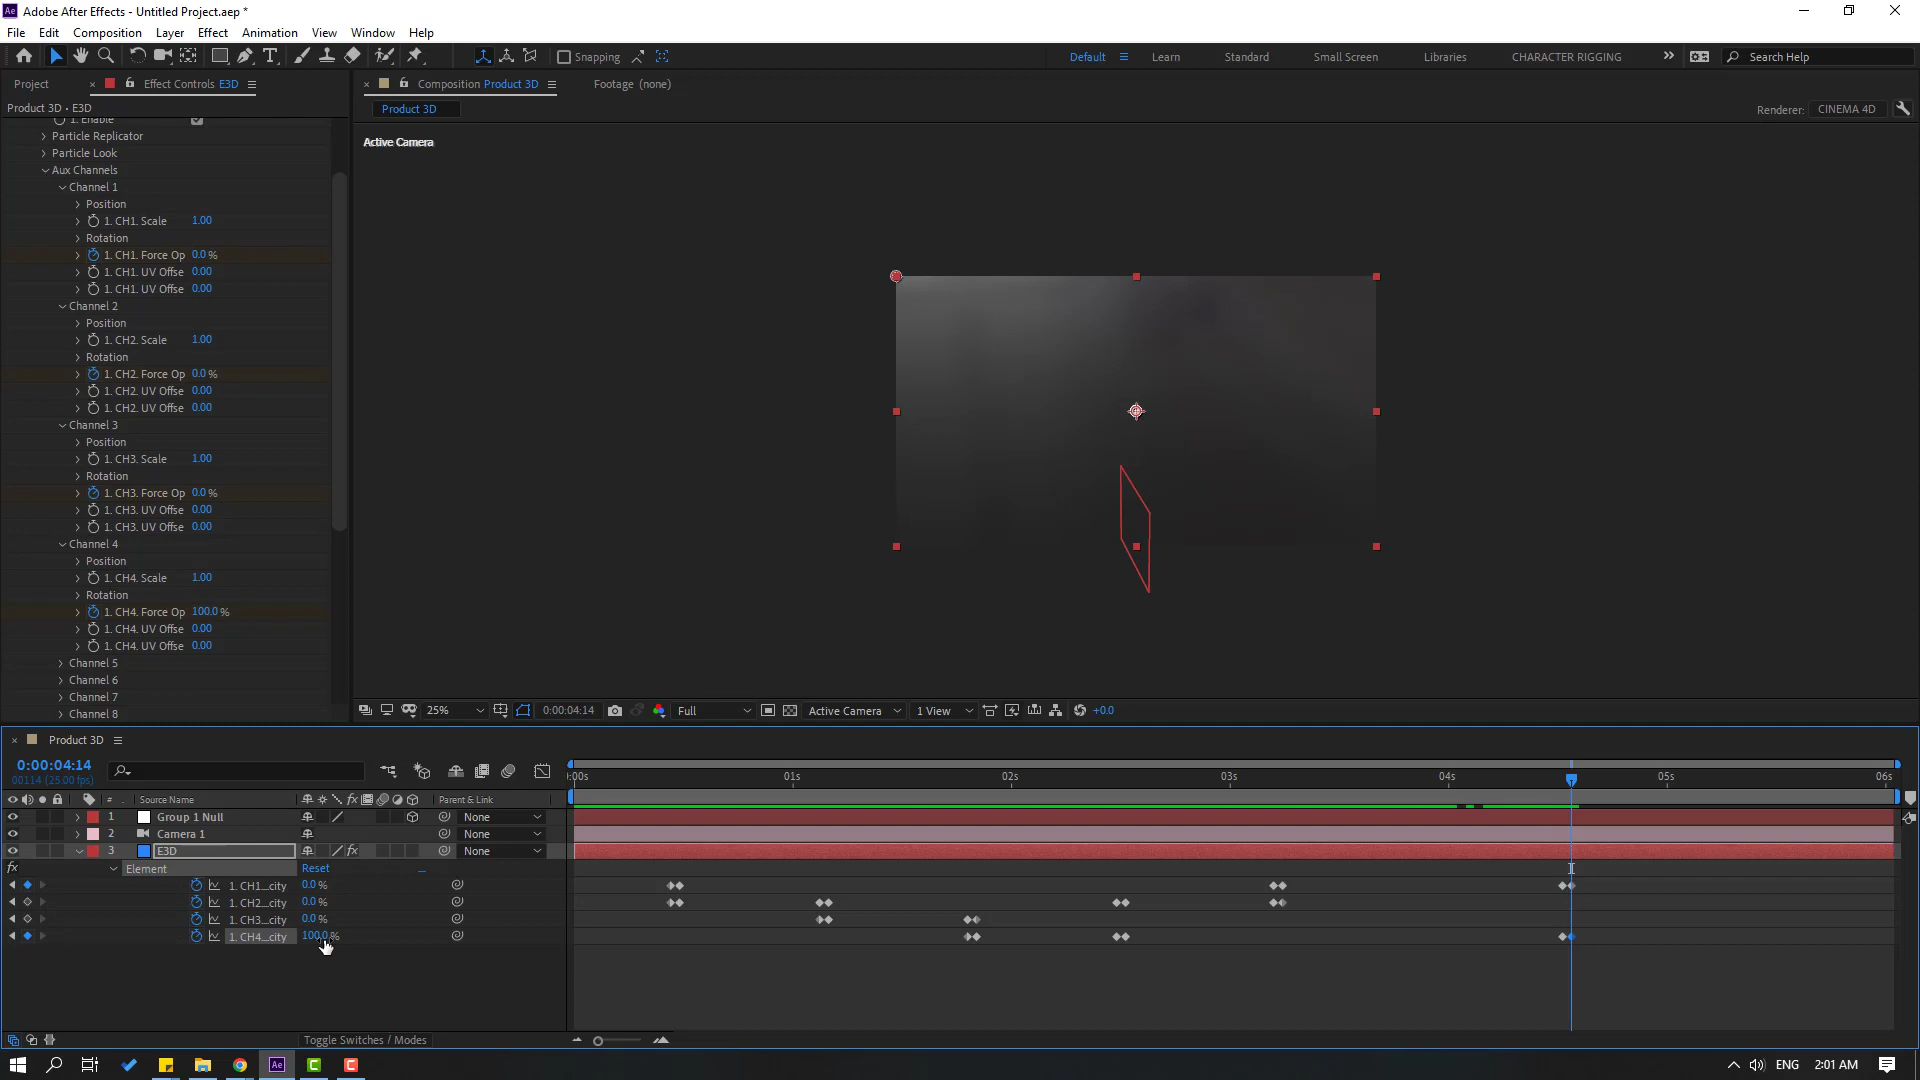 Adobe After Effects - Untitled Project.aep *
File Edit Composition Layer Effect Animation View Window Help
Snapping
Default Learn Standard Small Screen Libraries CHARACTER RIGGING Search Help
Project Effect Controls E3D
Composition Product 3D Footage (none)
Product 3D • E3D
Product 3D
Renderer: CINEMA 4D
1. Enable
Particle Replicator
Particle Look
Aux Channels
Channel 1
Position
1. CH1. Scale 1.00
Rotation
1. CH1. Force Op 0.0 %
1. CH1. UV Offse 0.00
1. CH1. UV Offse 0.00
Channel 2
Position
1. CH2. Scale 1.00
Rotation
1. CH2. Force Op 0.0 %
1. CH2. UV Offse 0.00
1. CH2. UV Offse 0.00
Channel 3
Position
1. CH3. Scale 1.00
Rotation
1. CH3. Force Op 0.0 %
1. CH3. UV Offse 0.00
1. CH3. UV Offse 0.00
Channel 4
Position
1. CH4. Scale 1.00
Rotation
1. CH4. Force Op 100.0 %
1. CH4. UV Offse 0.00
1. CH4. UV Offse 0.00
Channel 5
Channel 6
Channel 7
Channel 8
Active Camera
25% 0:00:04:14 Full Active Camera 1 View +0.0
Product 3D
0:00:04:14
00114 (25.00 fps)
:00s 01s 02s 03s 04s 05s 06s
# Source Name fx Parent & Link
1 Group 1 Null None
2 Camera 1 None
3 E3D fx None
fx Element Reset
1. CH1...city 0.0 %
1. CH2...city 0.0 %
1. CH3...city 0.0 %
1. CH4...city 100.0 %
Toggle Switches / Modes
Ae C C ENG 2:01 AM